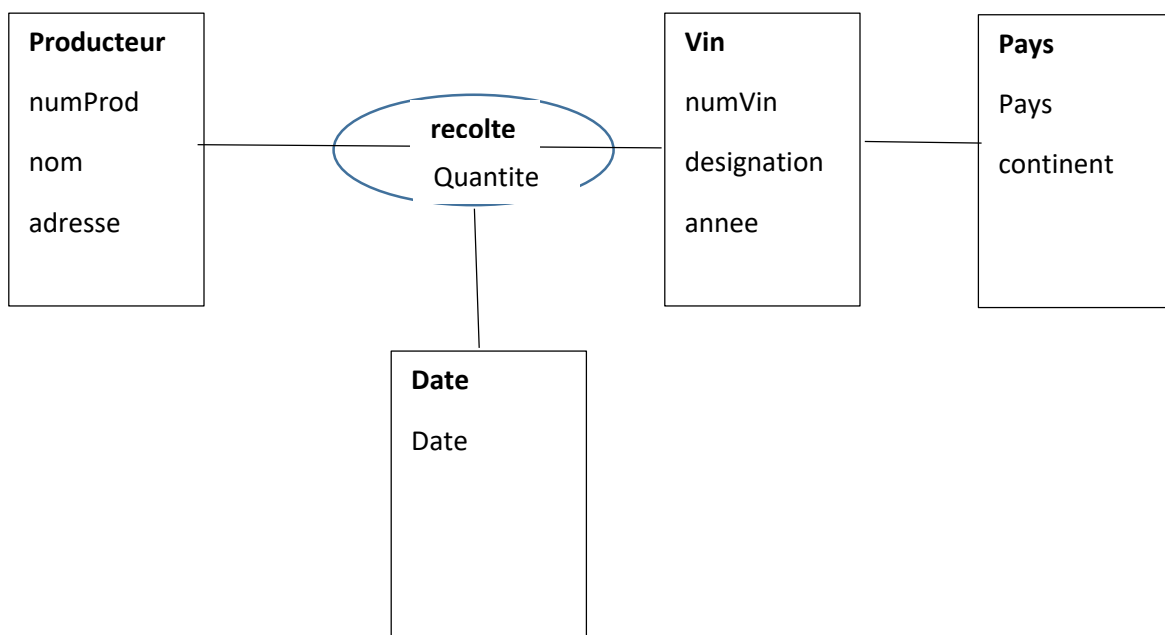 Producteur
numProd
nom
adresse
recolte
Quantite
Vin
numVin
designation
annee
Pays
Pays
continent
Date
Date